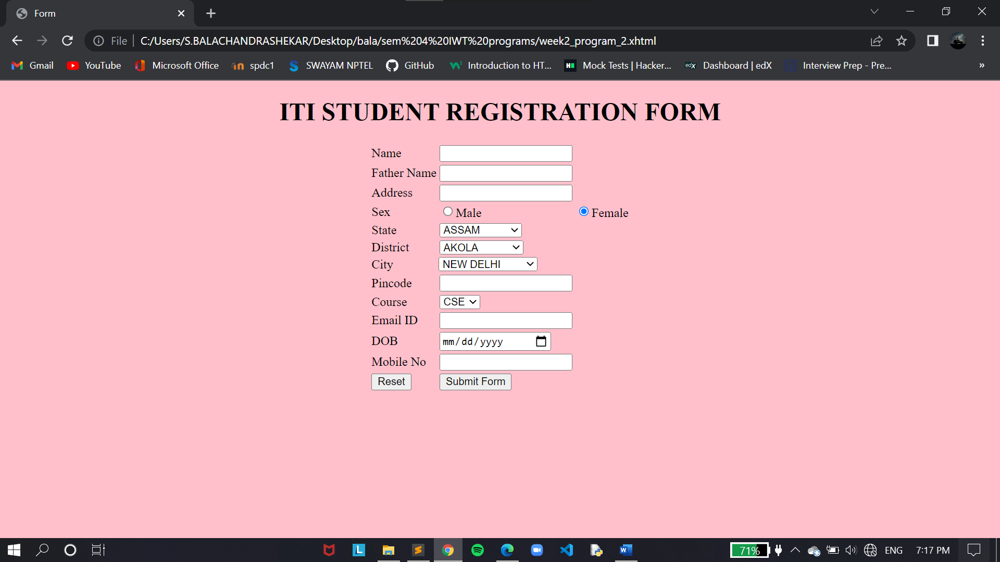 Form
File C:/Users/S.BALACHANDRASHEKAR/Desktop/bala/sem%204%20IWT%20programs/week2_program_2.xhtml
Gmail YouTube Microsoft Office spdc1 SWAYAM NPTEL GitHub Introduction to HT... Mock Tests | Hacker... Dashboard | edX Interview Prep - Pre... »
ITI STUDENT REGISTRATION FORM
Name
Father Name
Address
Sex Male Female
State ASSAM
District AKOLA
City NEW DELHI
Pincode
Course CSE
Email ID
DOB mm/dd/yyyy
Mobile No
Reset Submit Form
71% ENG 7:17 PM